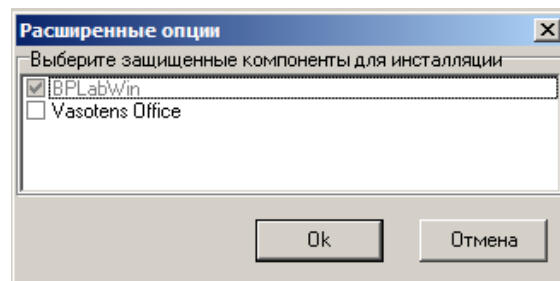 Расширенные опции
Выберите защищенные компоненты для инсталляции
BPLabWin
Vasotens Office
Ok
Отмена